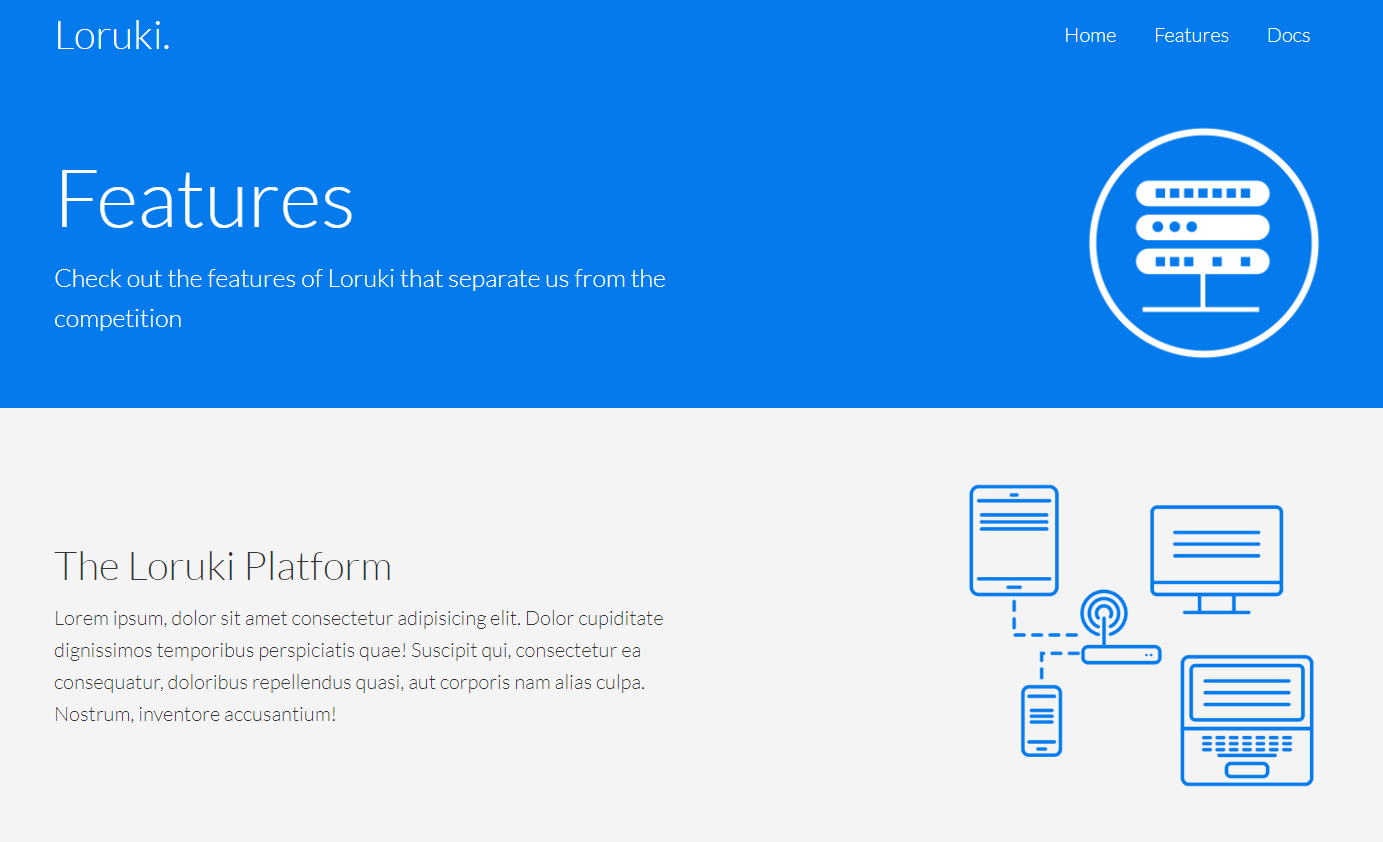 Loruki.
Home Features Docs
Features
Check out the features of Loruki that separate us from the
competition
The Loruki Platform
Lorem ipsum, dolor sit amet consectetur adipisicing elit. Dolor cupiditate
dignissimos temporibus perspiciatis quae! Suscipit qui, consectetur ea
consequatur, doloribus repellendus quasi, aut corporis nam alias culpa.
Nostrum, inventore accusantium!